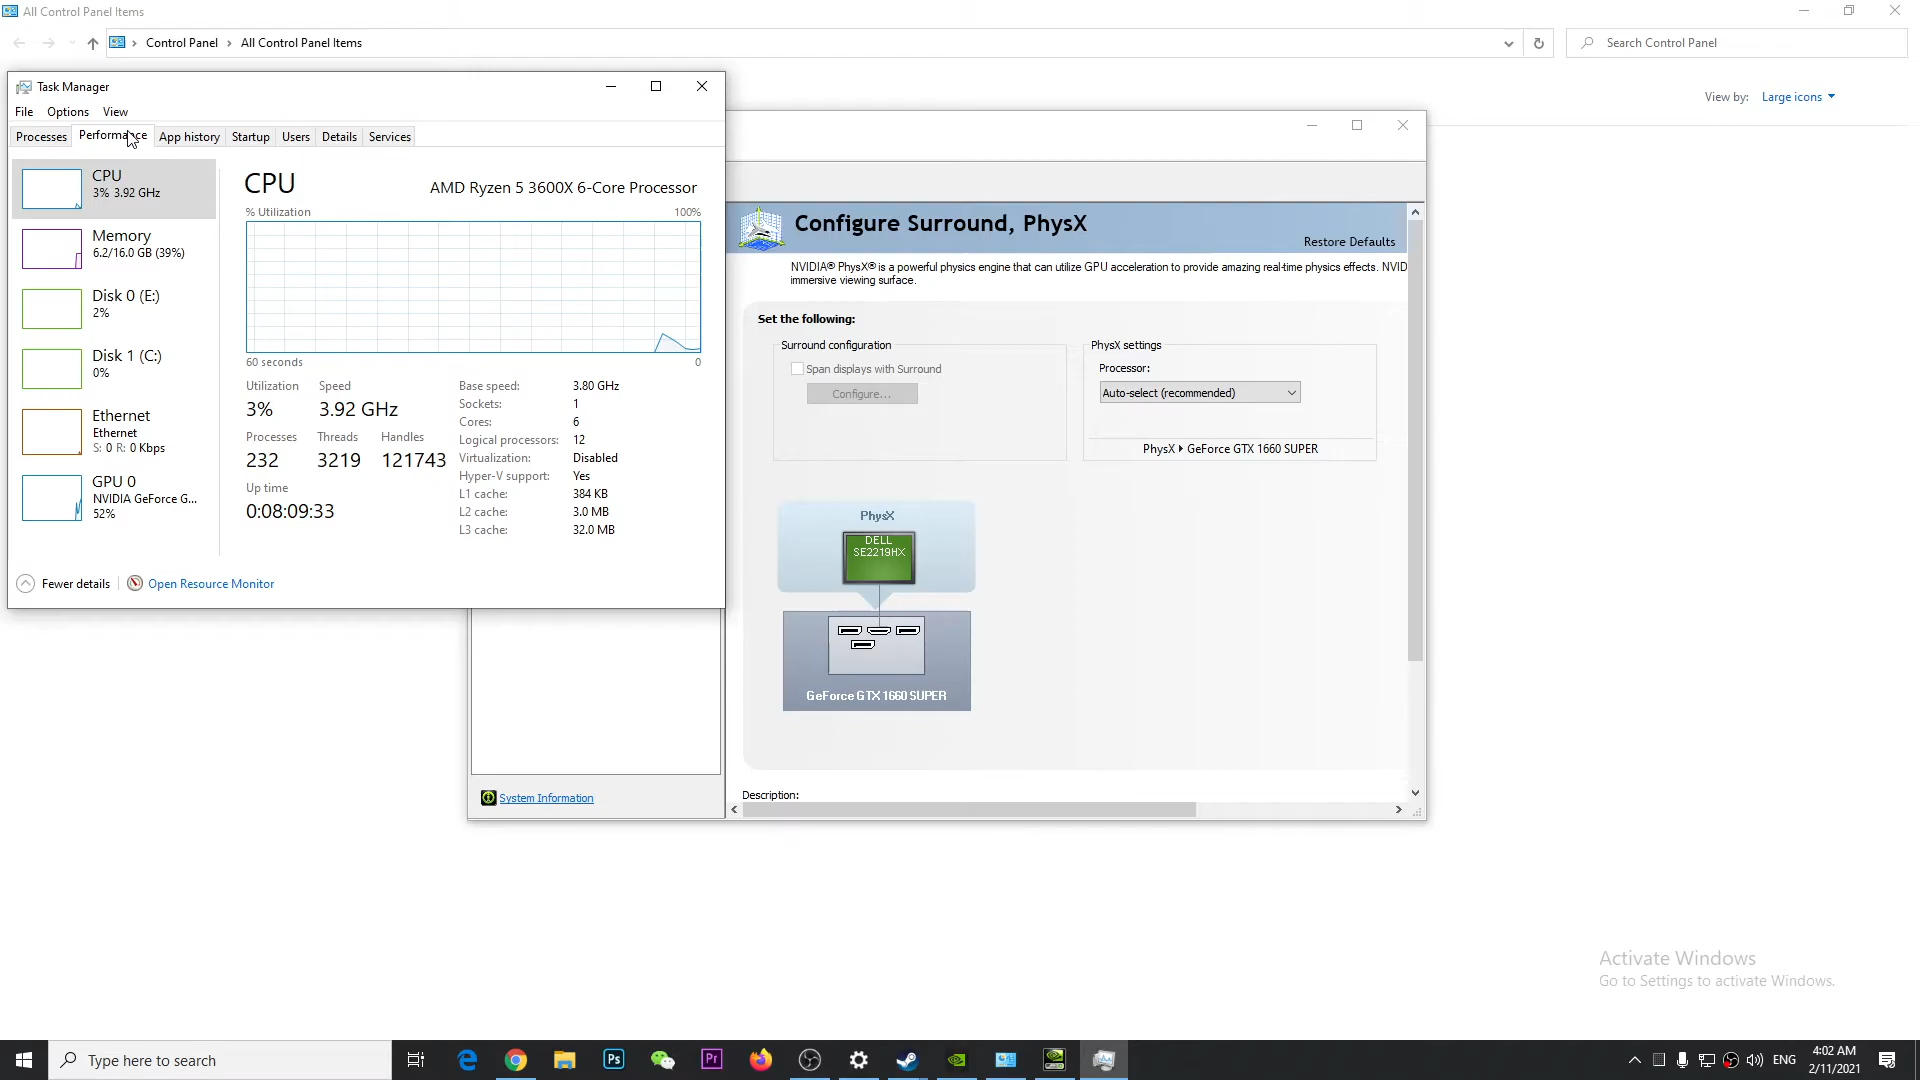 All Control Panel Items
Control Panel › All Control Panel Items
Search Control Panel
View by: Large icons
Task Manager
File Options View
Processes Performance App history Startup Users Details Services
CPU
3% 3.92 GHz
Memory
6.2/16.0 GB (39%)
Disk 0 (E:)
2%
Disk 1 (C:)
0%
Ethernet
Ethernet
S: 0 R: 0 Kbps
GPU 0
NVIDIA GeForce G...
52%
CPU AMD Ryzen 5 3600X 6-Core Processor
% Utilization 100%
60 seconds 0
Utilization Speed
3% 3.92 GHz
Processes Threads Handles
232 3219 121743
Up time
0:08:09:33
Base speed: 3.80 GHz
Sockets: 1
Cores: 6
Logical processors: 12
Virtualization: Disabled
Hyper-V support: Yes
L1 cache: 384 KB
L2 cache: 3.0 MB
L3 cache: 32.0 MB
Fewer details Open Resource Monitor
Configure Surround, PhysX
Restore Defaults
NVIDIA® PhysX® is a powerful physics engine that can utilize GPU acceleration to provide amazing real-time physics effects. NVID
immersive viewing surface.
Set the following:
Surround configuration
Span displays with Surround
Configure...
PhysX settings
Processor:
Auto-select (recommended)
PhysX GeForce GTX 1660 SUPER
PhysX
DELL
SE2219HX
GeForce GTX 1660 SUPER
System Information
Description:
Activate Windows
Go to Settings to activate Windows.
Type here to search
Ps
Pr
ENG
4:02 AM
2/11/2021